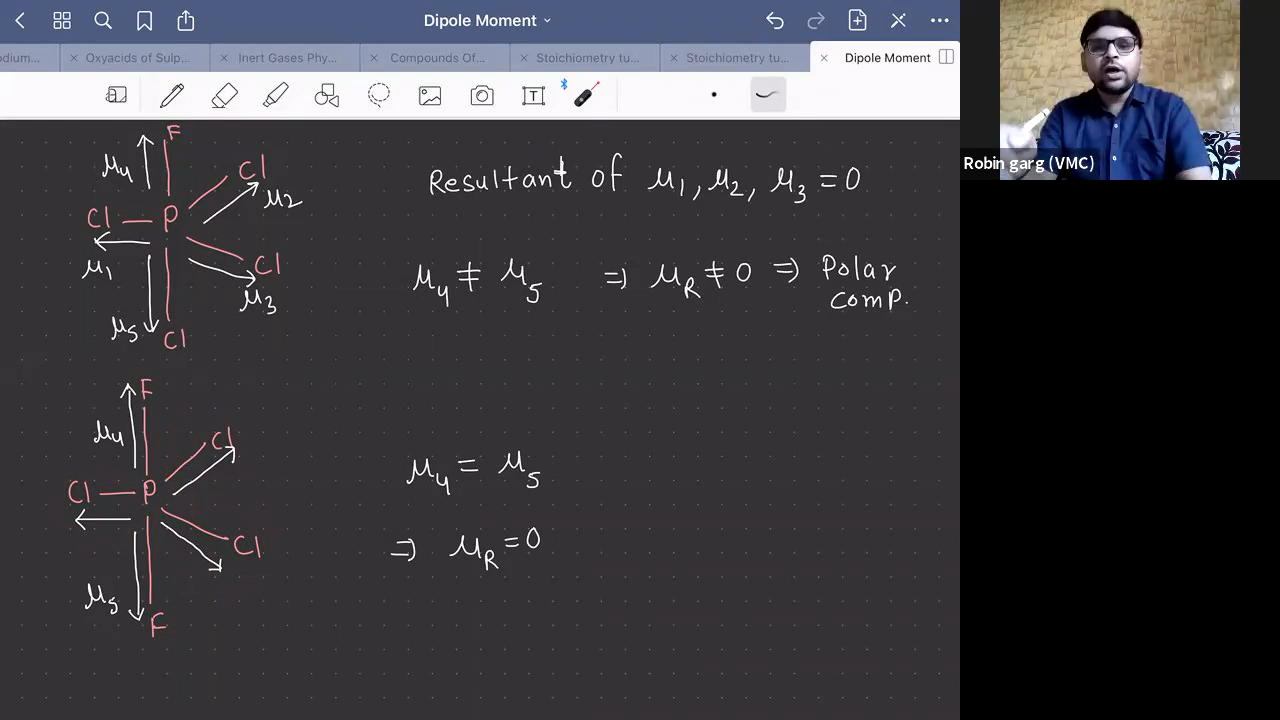 Dipole Moment
odium...
Oxyacids of Sulp...
Inert Gases Phy...
Compounds Of...
Stoichiometry tu...
Stoichiometry tu...
Dipole Moment
T
Robin garg (VMC)
F
μ4
Cl
μ2
Cl
P
μ1
Cl
μ3
μ5
Cl
Resultant of μ1, μ2, μ3 = 0
μ4 ≠ μ5 ⇒ μR ≠ 0 ⇒ Polar
comp.
F
μ4
Cl
Cl
P
Cl
μ5
F
μ4 = μ5
⇒ μR = 0